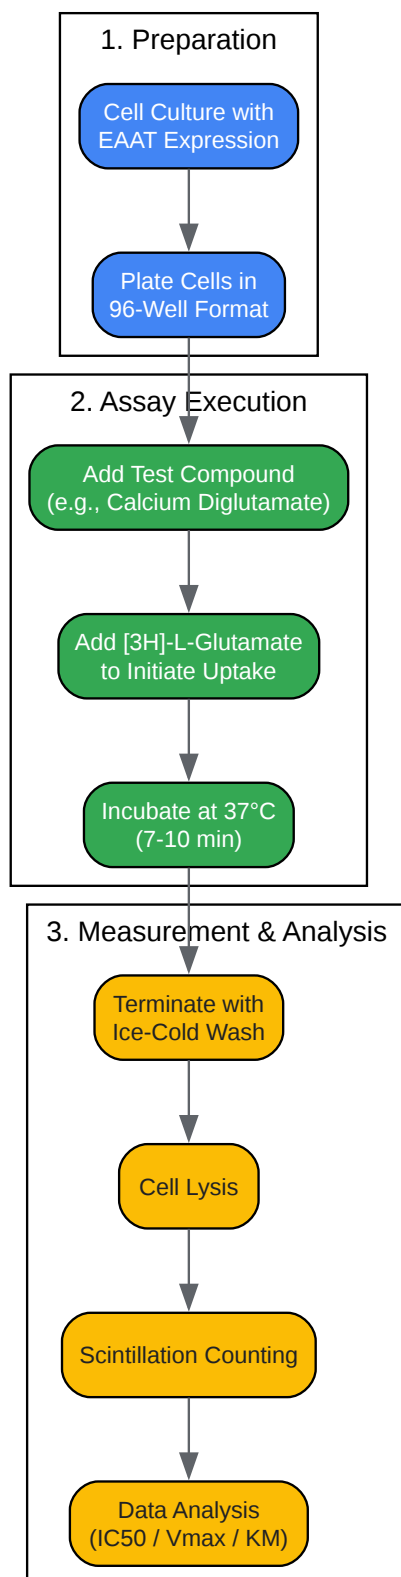 1. Preparation
Cell Culture with
EAAT Expression
Plate Cells in
96-Well Format
2. Assay Execution
Add Test Compound
(e.g., Calcium Diglutamate)
Add [3H]-L-Glutamate
to Initiate Uptake
Incubate at 37°C
(7-10 min)
3. Measurement & Analysis
Terminate with
Ice-Cold Wash
Cell Lysis
Scintillation Counting
Data Analysis
(IC50 / Vmax / KM)